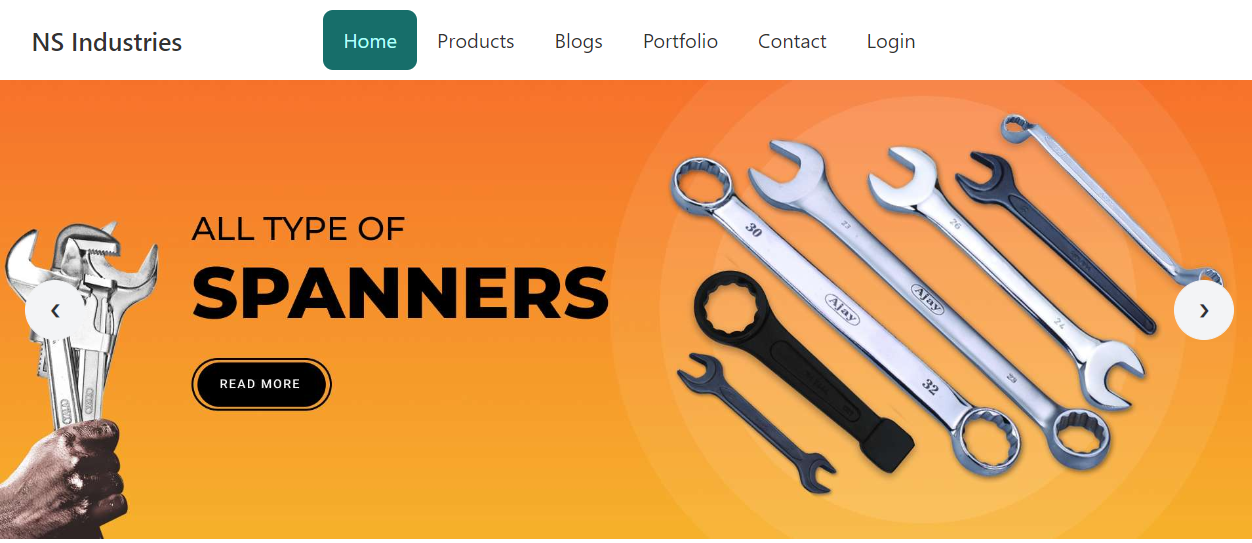 NS Industries
Home Products Blogs Portfolio Contact Login
ALL TYPE OF
SPANNERS
READ MORE
30
Ajay
32
23
Ajay
26
24